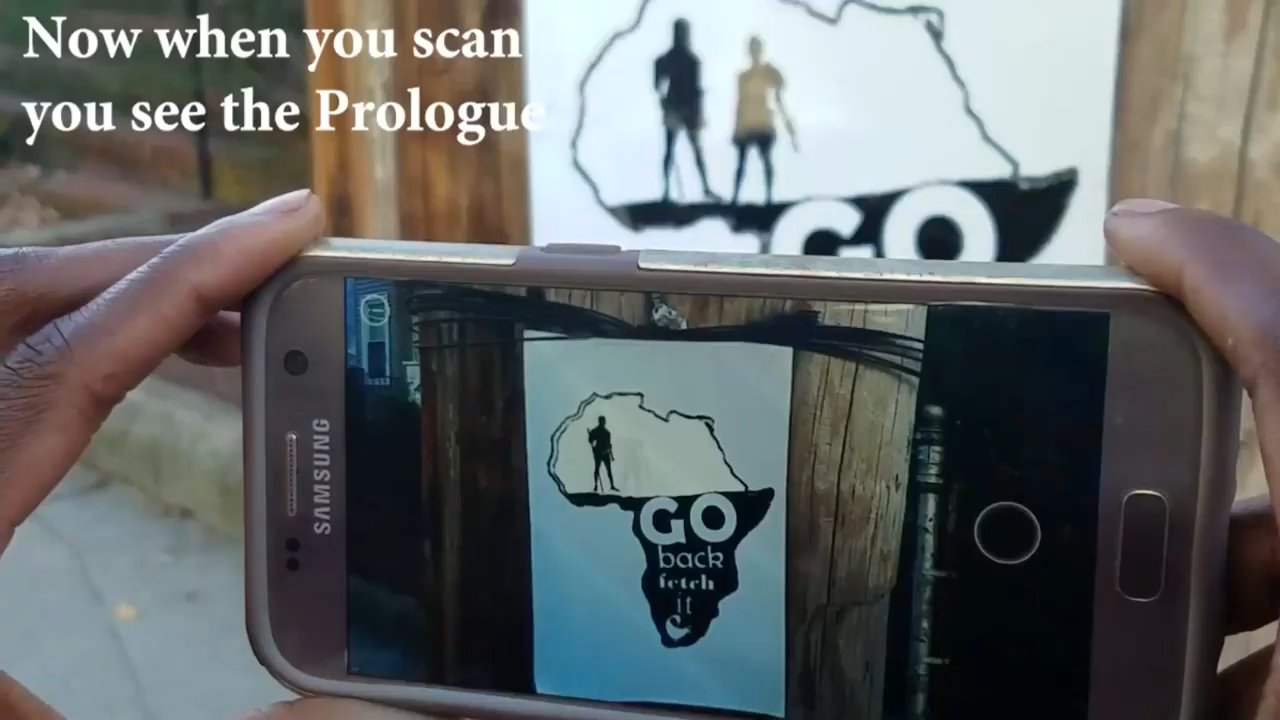 Now when you scan
you see the Prologue
GO
SAMSUNG
GO
back
fetch
it